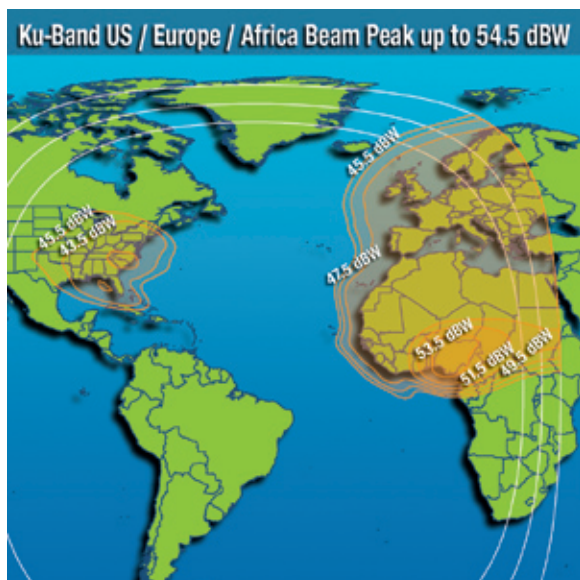 Ku-Band US / Europe / Africa Beam Peak up to 54.5 dBW
45.5 dBW
45.5 dBW
43.5 dBW
47.5 dBW
53.5 dBW
51.5 dBW
49.5 dBW